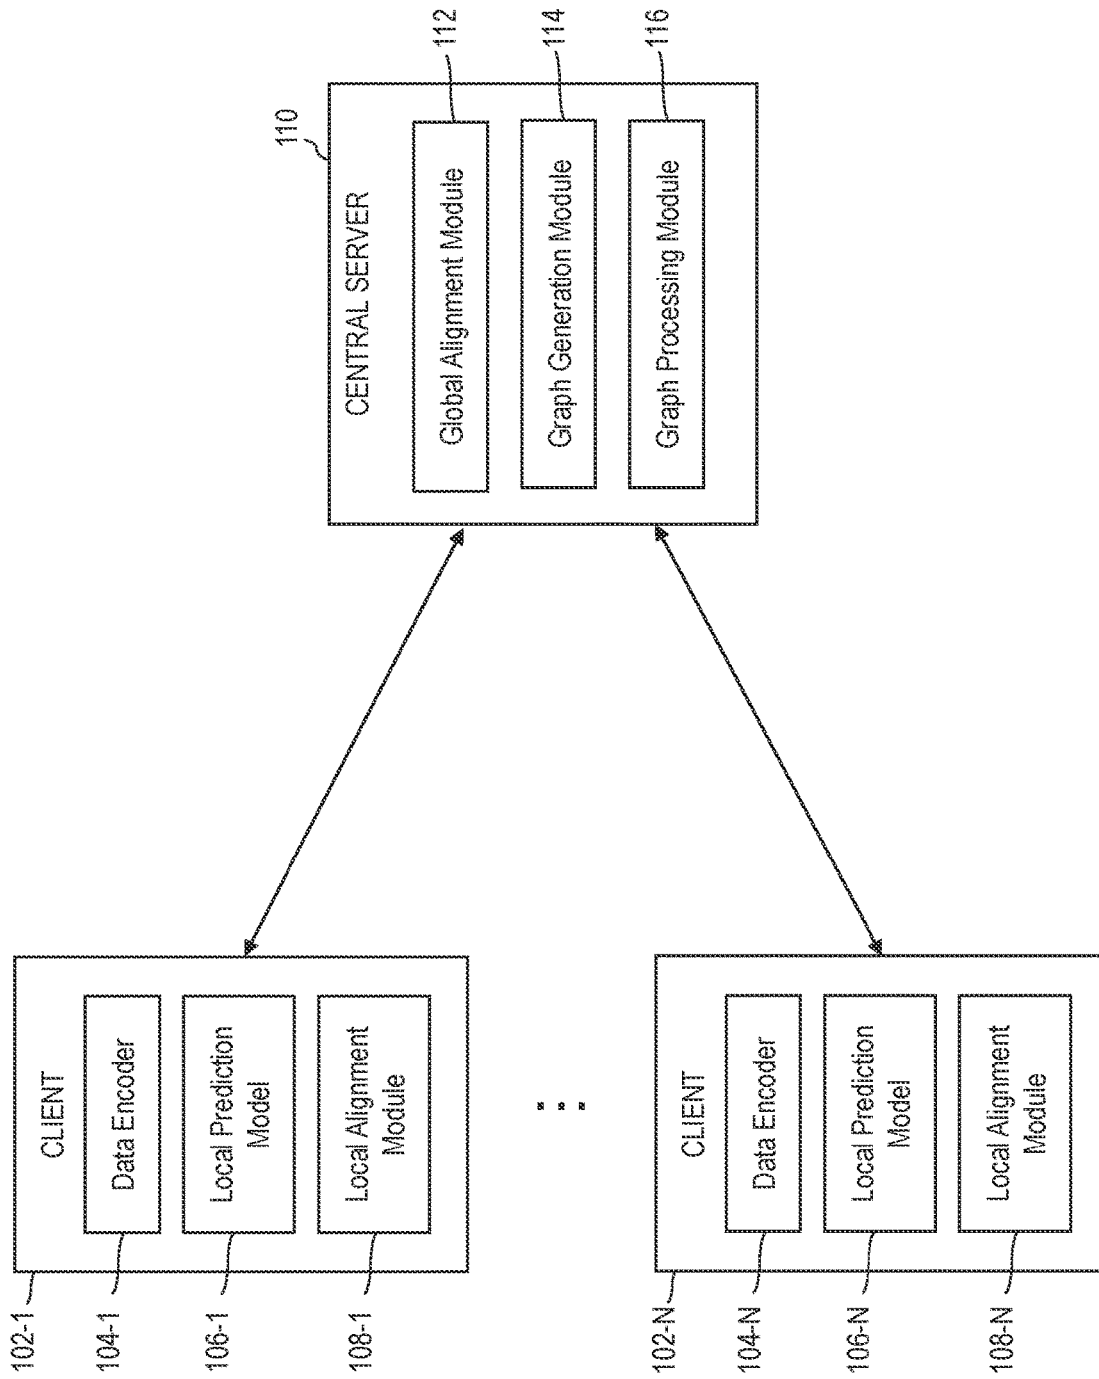 102-1
CLIENT
104-1
Data Encoder
106-1
Local Prediction
Model
108-1
Local Alignment
Module
...
102-N
CLIENT
104-N
Data Encoder
106-N
Local Prediction
Model
108-N
Local Alignment
Module
110
CENTRAL SERVER
Global Alignment Module
112
Graph Generation Module
114
Graph Processing Module
116